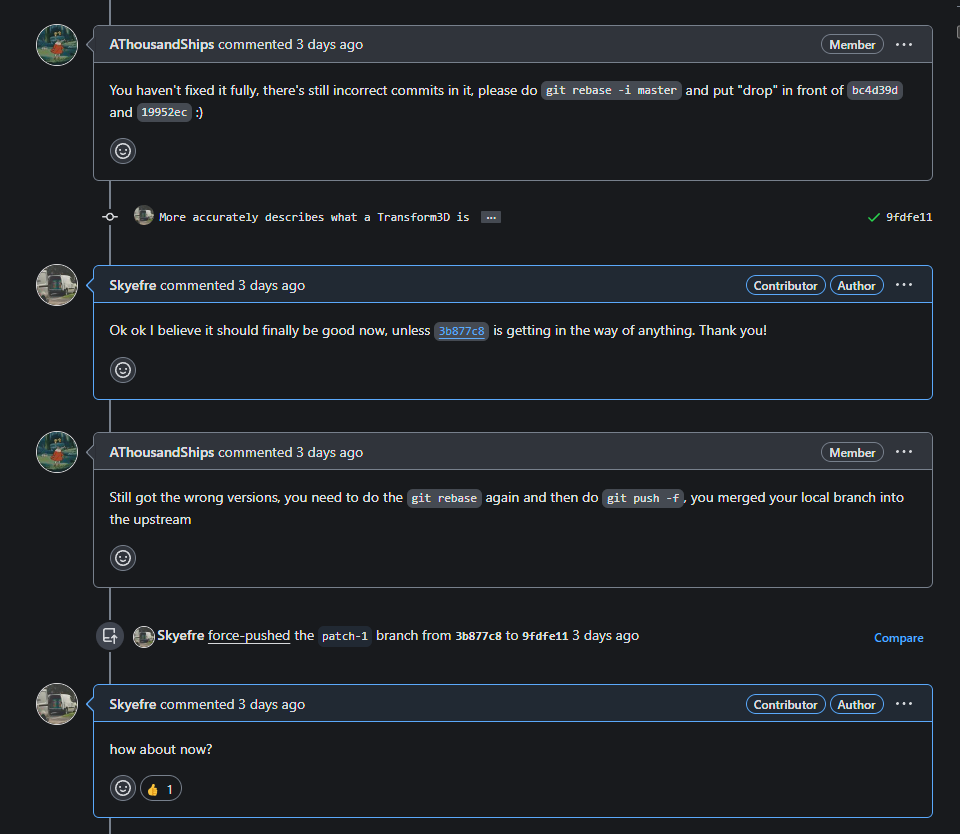 AThousandShips commented 3 days ago
Member
...
You haven't fixed it fully, there's still incorrect commits in it, please do git rebase -i master and put "drop" in front of bc4d39d
and 19952ec :)
More accurately describes what a Transform3D is ...
9fdfe11
Skyefre commented 3 days ago
Contributor
Author
...
Ok ok I believe it should finally be good now, unless 3b877c8 is getting in the way of anything. Thank you!
AThousandShips commented 3 days ago
Member
...
Still got the wrong versions, you need to do the git rebase again and then do git push -f, you merged your local branch into
the upstream
Skyefre force-pushed the patch-1 branch from 3b877c8 to 9fdfe11 3 days ago
Compare
Skyefre commented 3 days ago
Contributor
Author
...
how about now?
👍 1